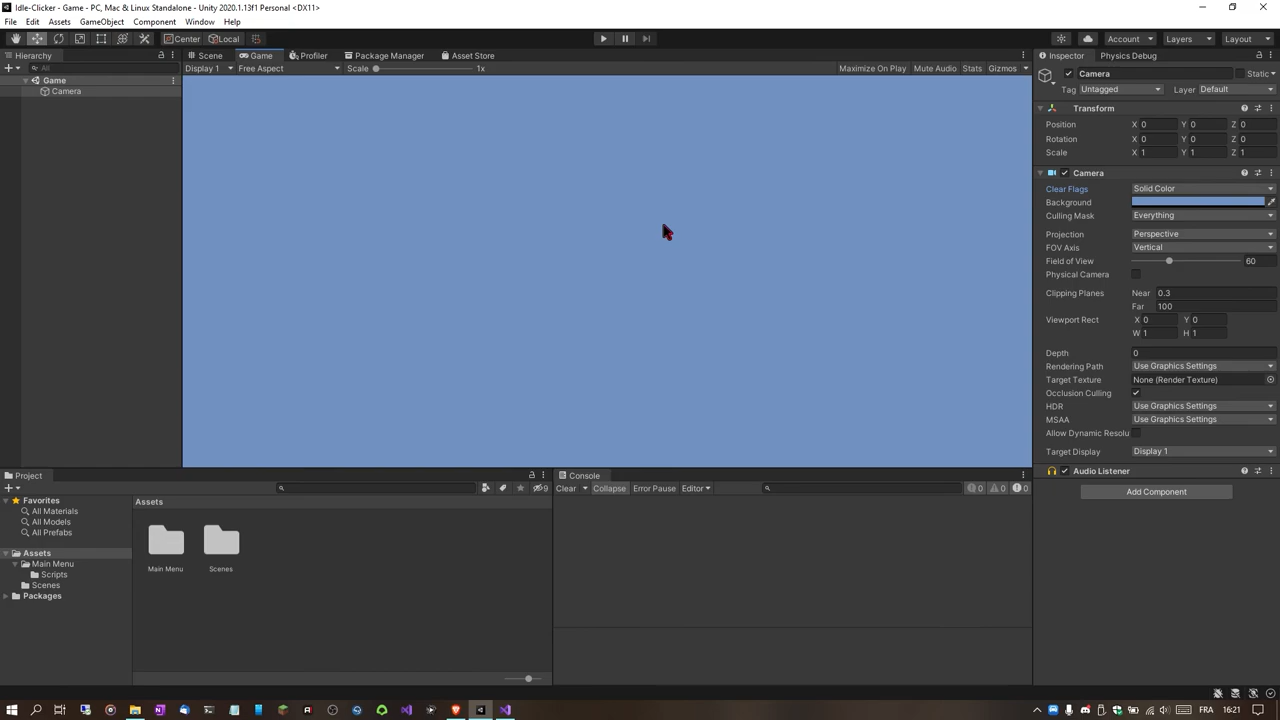 Idle-Clicker - Game - PC, Mac & Linux Standalone - Unity 2020.1.13f1 Personal <DX11>
File Edit Assets GameObject Component Window Help
Center Local Account Layers Layout
Hierarchy Scene Game Profiler Package Manager Asset Store Inspector Physics Debug
All Display 1 Free Aspect Scale 1x Maximize On Play Mute Audio Stats Gizmos
Camera Static
Game
Camera
Tag Untagged Layer Default
Transform
Position X 0 Y 0 Z 0
Rotation X 0 Y 0 Z 0
Scale X 1 Y 1 Z 1
Camera
Clear Flags Solid Color
Background
Culling Mask Everything
Projection Perspective
FOV Axis Vertical
Field of View 60
Physical Camera
Clipping Planes Near 0.3
Far 100
Viewport Rect X 0 Y 0
W 1 H 1
Depth 0
Rendering Path Use Graphics Settings
Target Texture None (Render Texture)
Occlusion Culling
HDR Use Graphics Settings
MSAA Use Graphics Settings
Allow Dynamic Resolu
Target Display Display 1
Audio Listener
Add Component
Project Console
9 Clear Collapse Error Pause Editor 0 0 0
Favorites
All Materials
All Models
All Prefabs
Assets
Main Menu
Scripts
Scenes
Packages
Assets
Main Menu Scenes
FRA 16:21